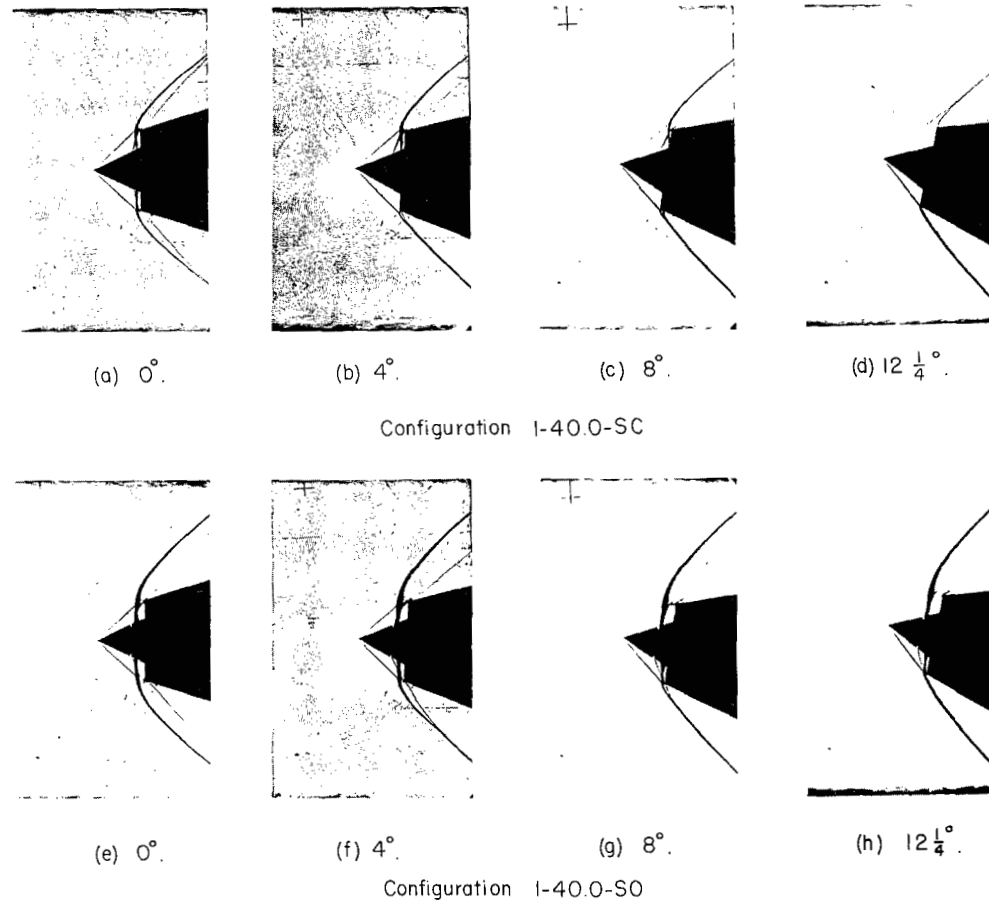 (a) 0°. (b) 4°. (c) 8°. (d) 12 1/4°.
Configuration 1-40.0-SC
(e) 0°. (f) 4°. (g) 8°. (h) 12 1/4°.
Configuration 1-40.0-SO